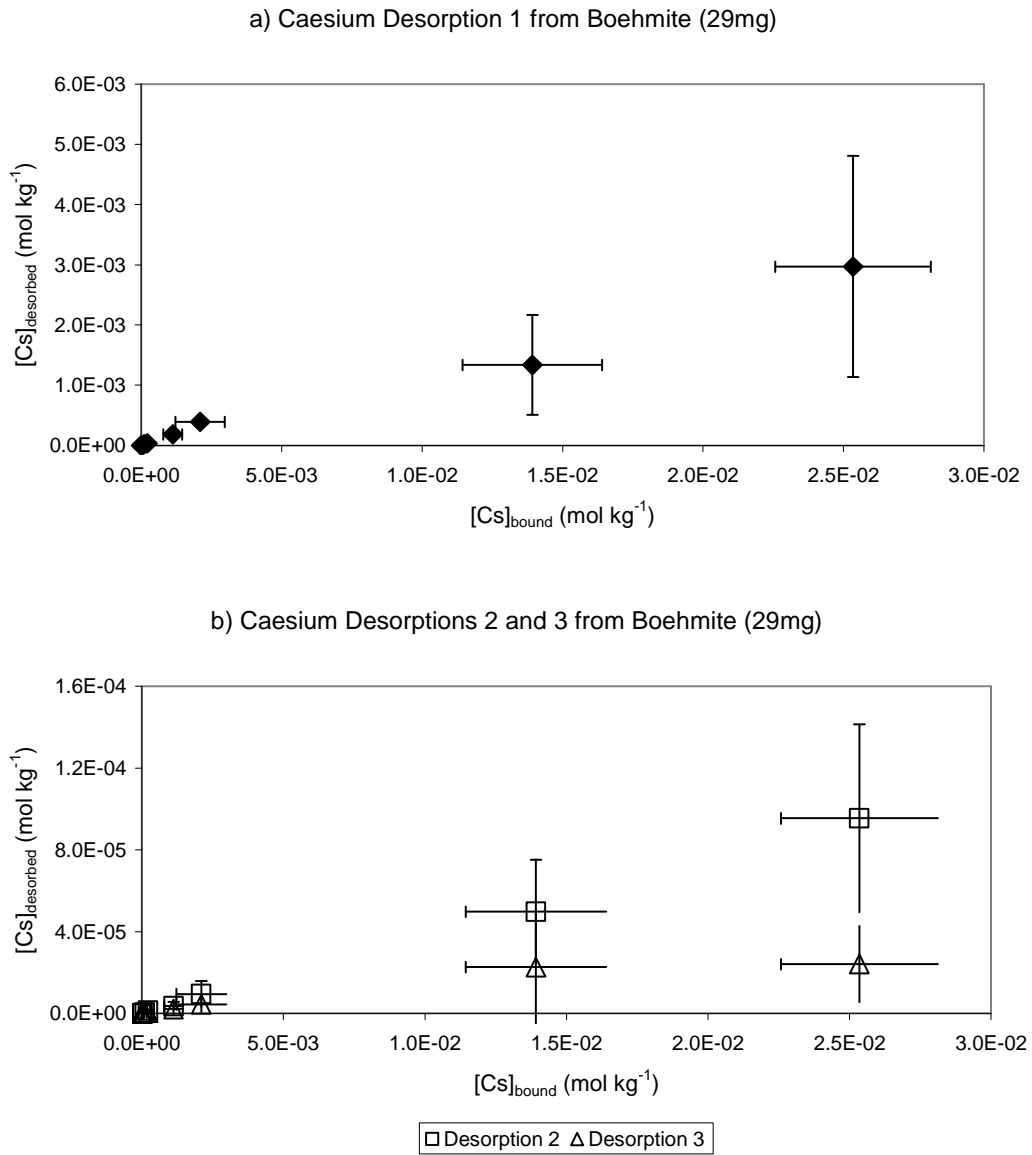 a) Caesium Desorption 1 from Boehmite (29mg)
6.0E-03
5.0E-03
4.0E-03
3.0E-03
2.0E-03
1.0E-03
0.0E+00
[Cs]desorbed (mol kg-1)
0.0E+00 5.0E-03 1.0E-02 1.5E-02 2.0E-02 2.5E-02 3.0E-02
[Cs]bound (mol kg-1)
b) Caesium Desorptions 2 and 3 from Boehmite (29mg)
1.6E-04
1.2E-04
8.0E-05
4.0E-05
0.0E+00
[Cs]desorbed (mol kg-1)
0.0E+00 5.0E-03 1.0E-02 1.5E-02 2.0E-02 2.5E-02 3.0E-02
[Cs]bound (mol kg-1)
Desorption 2 Desorption 3